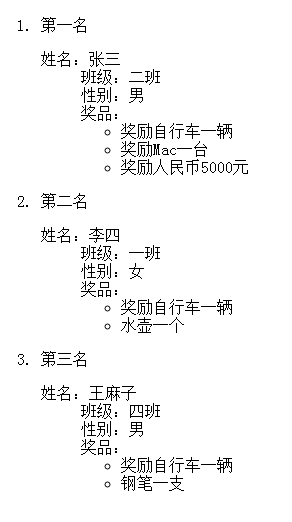 1. 第一名
姓名：张三
班级：二班
性别：男
奖品：
奖励自行车一辆
奖励Mac一台
奖励人民币5000元
2. 第二名
姓名：李四
班级：一班
性别：女
奖品：
奖励自行车一辆
水壶一个
3. 第三名
姓名：王麻子
班级：四班
性别：男
奖品：
奖励自行车一辆
钢笔一支